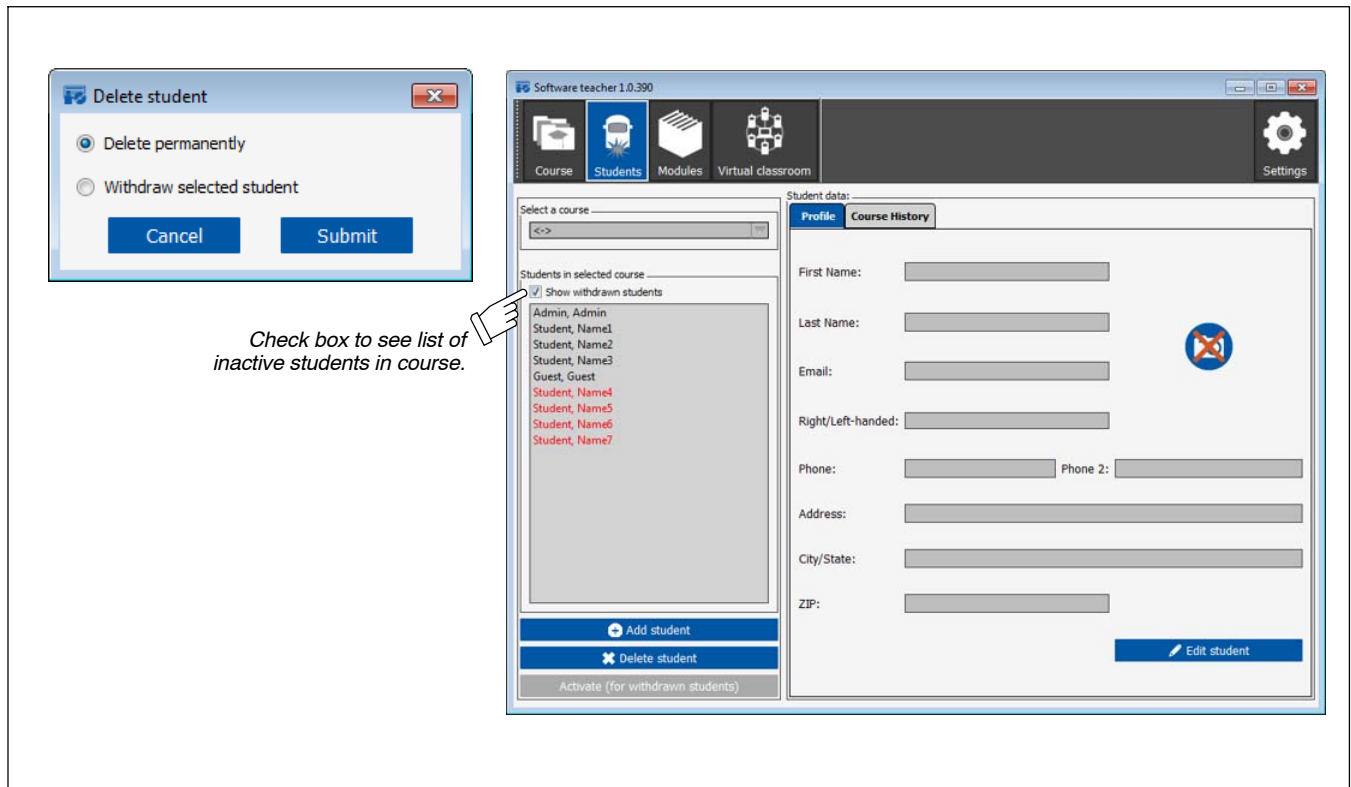 Delete student
Delete permanently
Withdraw selected student
Cancel
Submit
Check box to see list of
inactive students in course.
Software teacher 1.0.390
Course
Students
Modules
Virtual classroom
Settings
Select a course
<->
Students in selected course
Show withdrawn students
Admin, Admin
Student, Name1
Student, Name2
Student, Name3
Guest, Guest
Student, Name4
Student, Name5
Student, Name6
Student, Name7
Add student
Delete student
Activate (for withdrawn students)
Student data:
Profile
Course History
First Name:
Last Name:
Email:
Right/Left-handed:
Phone:
Phone 2:
Address:
City/State:
ZIP:
Edit student